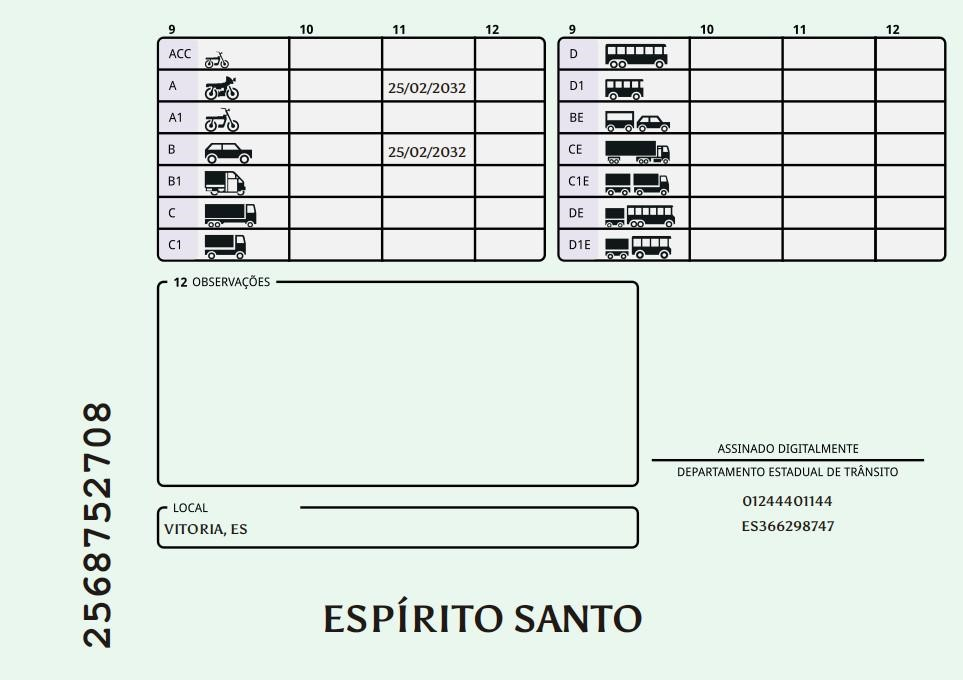 9 10 11 12
ACC
A 25/02/2032
A1
B 25/02/2032
B1
C
C1
9 10 11 12
D
D1
BE
CE
C1E
DE
D1E
12 OBSERVAÇÕES
2568752708
ASSINADO DIGITALMENTE
DEPARTAMENTO ESTADUAL DE TRÂNSITO
01244401144
ES366298747
LOCAL
VITORIA, ES
ESPÍRITO SANTO